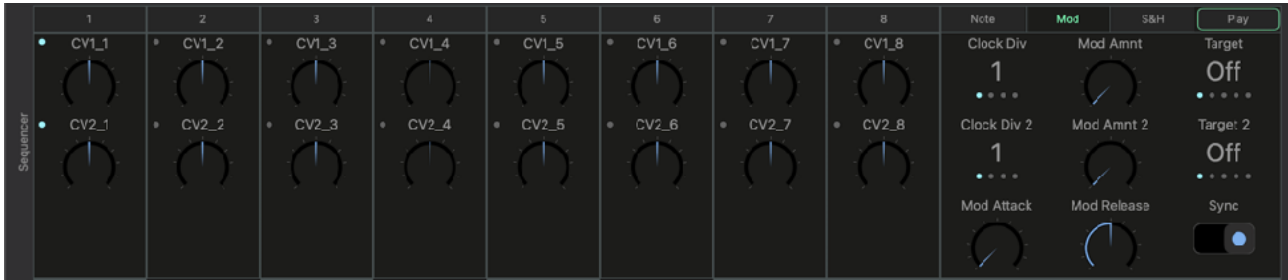 1 2 3 4 5 6 7 8 Note Mod S&H Pay
CV1_1 CV1_2 CV1_3 CV1_4 CV1_5 CV1_6 CV1_7 CV1_8 Clock Div Mod Amnt Target
1 Off
CV2_1 CV2_2 CV2_3 CV2_4 CV2_5 CV2_6 CV2_7 CV2_8 Clock Div 2 Mod Amnt 2 Target 2
1 Off
Mod Attack Mod Release Sync
Sequencer